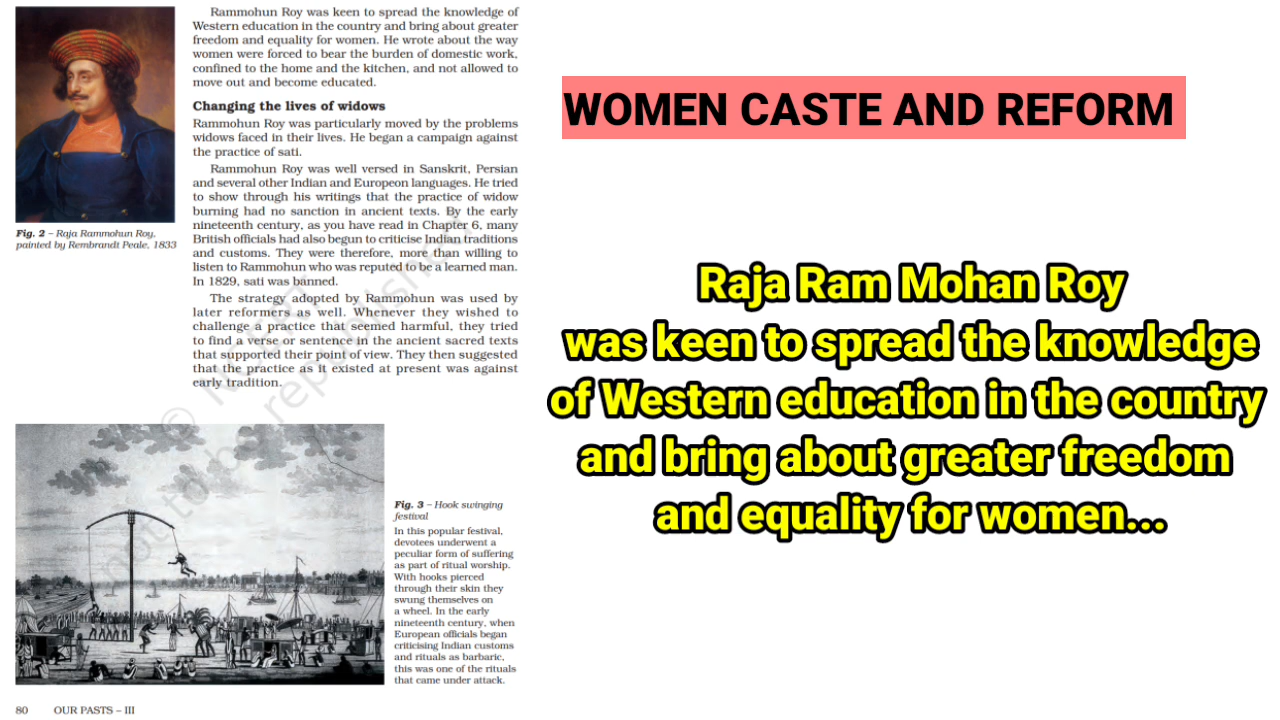 Rammohun Roy was keen to spread the knowledge of
Western education in the country and bring about greater
freedom and equality for women. He wrote about the way
women were forced to bear the burden of domestic work,
confined to the home and the kitchen, and not allowed to
move out and become educated.
Changing the lives of widows
Rammohun Roy was particularly moved by the problems
widows faced in their lives. He began a campaign against
the practice of sati.
Rammohun Roy was well versed in Sanskrit, Persian
and several other Indian and Europeon languages. He tried
to show through his writings that the practice of widow
burning had no sanction in ancient texts. By the early
nineteenth century, as you have read in Chapter 6, many
British officials had also begun to criticise Indian traditions
and customs. They were therefore, more than willing to
listen to Rammohun who was reputed to be a learned man.
In 1829, sati was banned.
The strategy adopted by Rammohun was used by
later reformers as well. Whenever they wished to
challenge a practice that seemed harmful, they tried
to find a verse or sentence in the ancient sacred texts
that supported their point of view. They then suggested
that the practice as it existed at present was against
early tradition.
Fig. 2 – Raja Rammohun Roy,
painted by Rembrandt Peale, 1833
Fig. 3 – Hook swinging
festival
In this popular festival,
devotees underwent a
peculiar form of suffering
as part of ritual worship.
With hooks pierced
through their skin they
swung themselves on
a wheel. In the early
nineteenth century, when
European officials began
criticising Indian customs
and rituals as barbaric,
this was one of the rituals
that came under attack.
80 OUR PASTS – III
© NCERT
not to be republished
WOMEN CASTE AND REFORM
Raja Ram Mohan Roy
was keen to spread the knowledge
of Western education in the country
and bring about greater freedom
and equality for women...